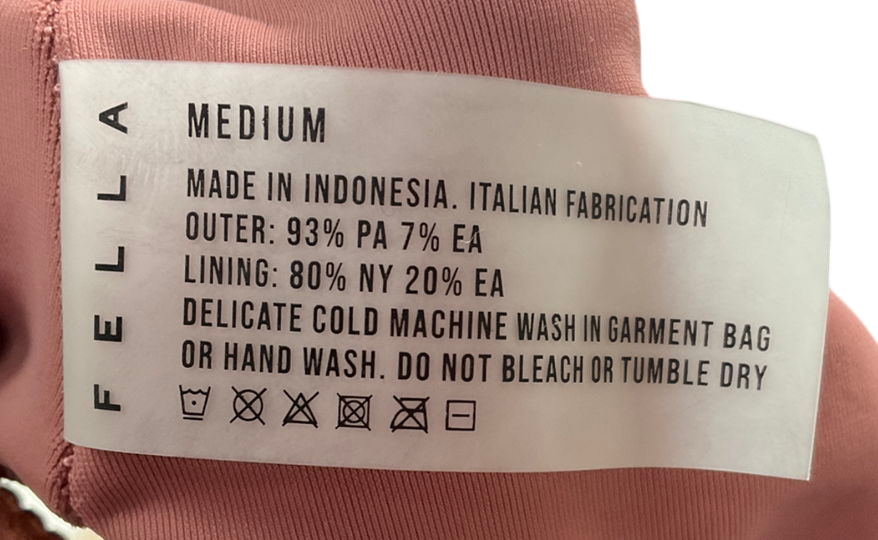 FELLA
MEDIUM
MADE IN INDONESIA. ITALIAN FABRICATION
OUTER: 93% PA 7% EA
LINING: 80% NY 20% EA
DELICATE COLD MACHINE WASH IN GARMENT BAG
OR HAND WASH. DO NOT BLEACH OR TUMBLE DRY